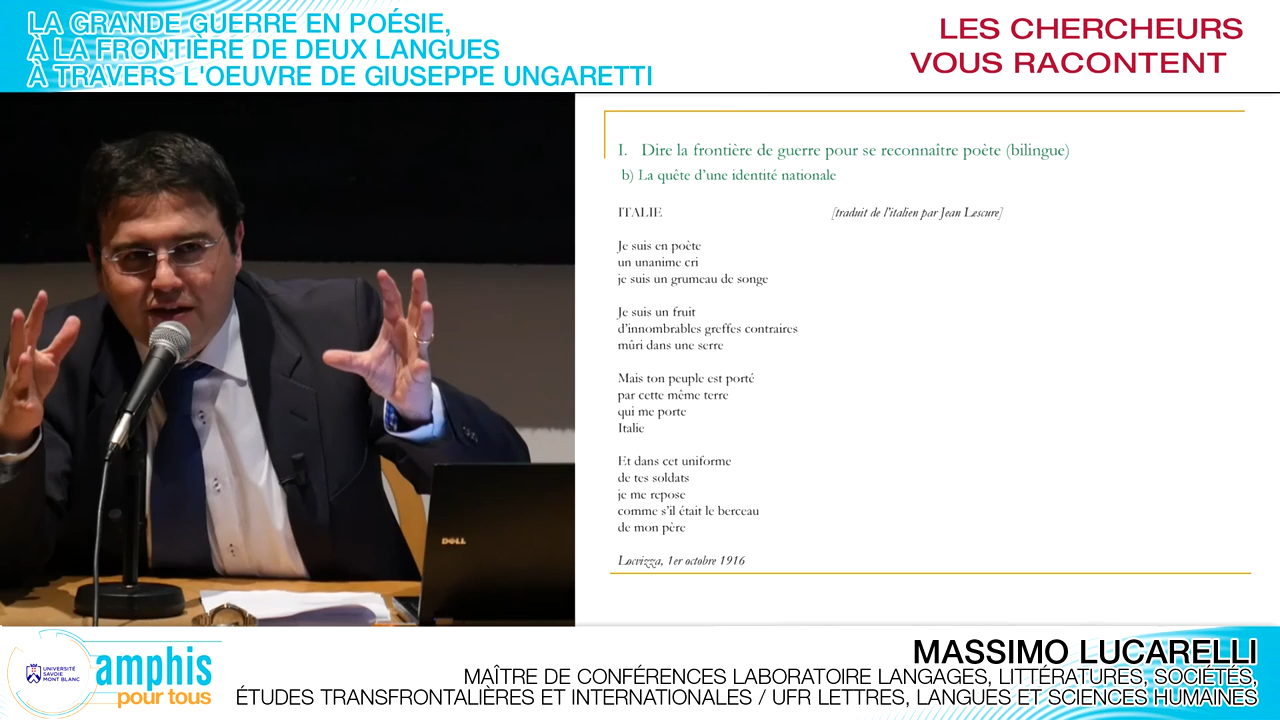 LA GRANDE GUERRE EN POÉSIE,
À LA FRONTIÈRE DE DEUX LANGUES
À TRAVERS L'OEUVRE DE GIUSEPPE UNGARETTI
LES CHERCHEURS
VOUS RACONTENT
I. Dire la frontière de guerre pour se reconnaître poète (bilingue)
b) La quête d'une identité nationale
ITALIE [traduit de l'italien par Jean Lescure]
Je suis en poète
un unanime cri
je suis un grumeau de songe
Je suis un fruit
d'innombrables greffes contraires
mûri dans une serre
Mais ton peuple est porté
par cette même terre
qui me porte
Italie
Et dans cet uniforme
de tes soldats
je me repose
comme s'il était le berceau
de mon père
Locvizza, 1er octobre 1916
DELL
UNIVERSITÉ
SAVOIE
MONT BLANC
amphis
pour tous
MASSIMO LUCARELLI
MAÎTRE DE CONFÉRENCES LABORATOIRE LANGAGES, LITTÉRATURES, SOCIÉTÉS,
ÉTUDES TRANSFRONTALIÈRES ET INTERNATIONALES / UFR LETTRES, LANGUES ET SCIENCES HUMAINES